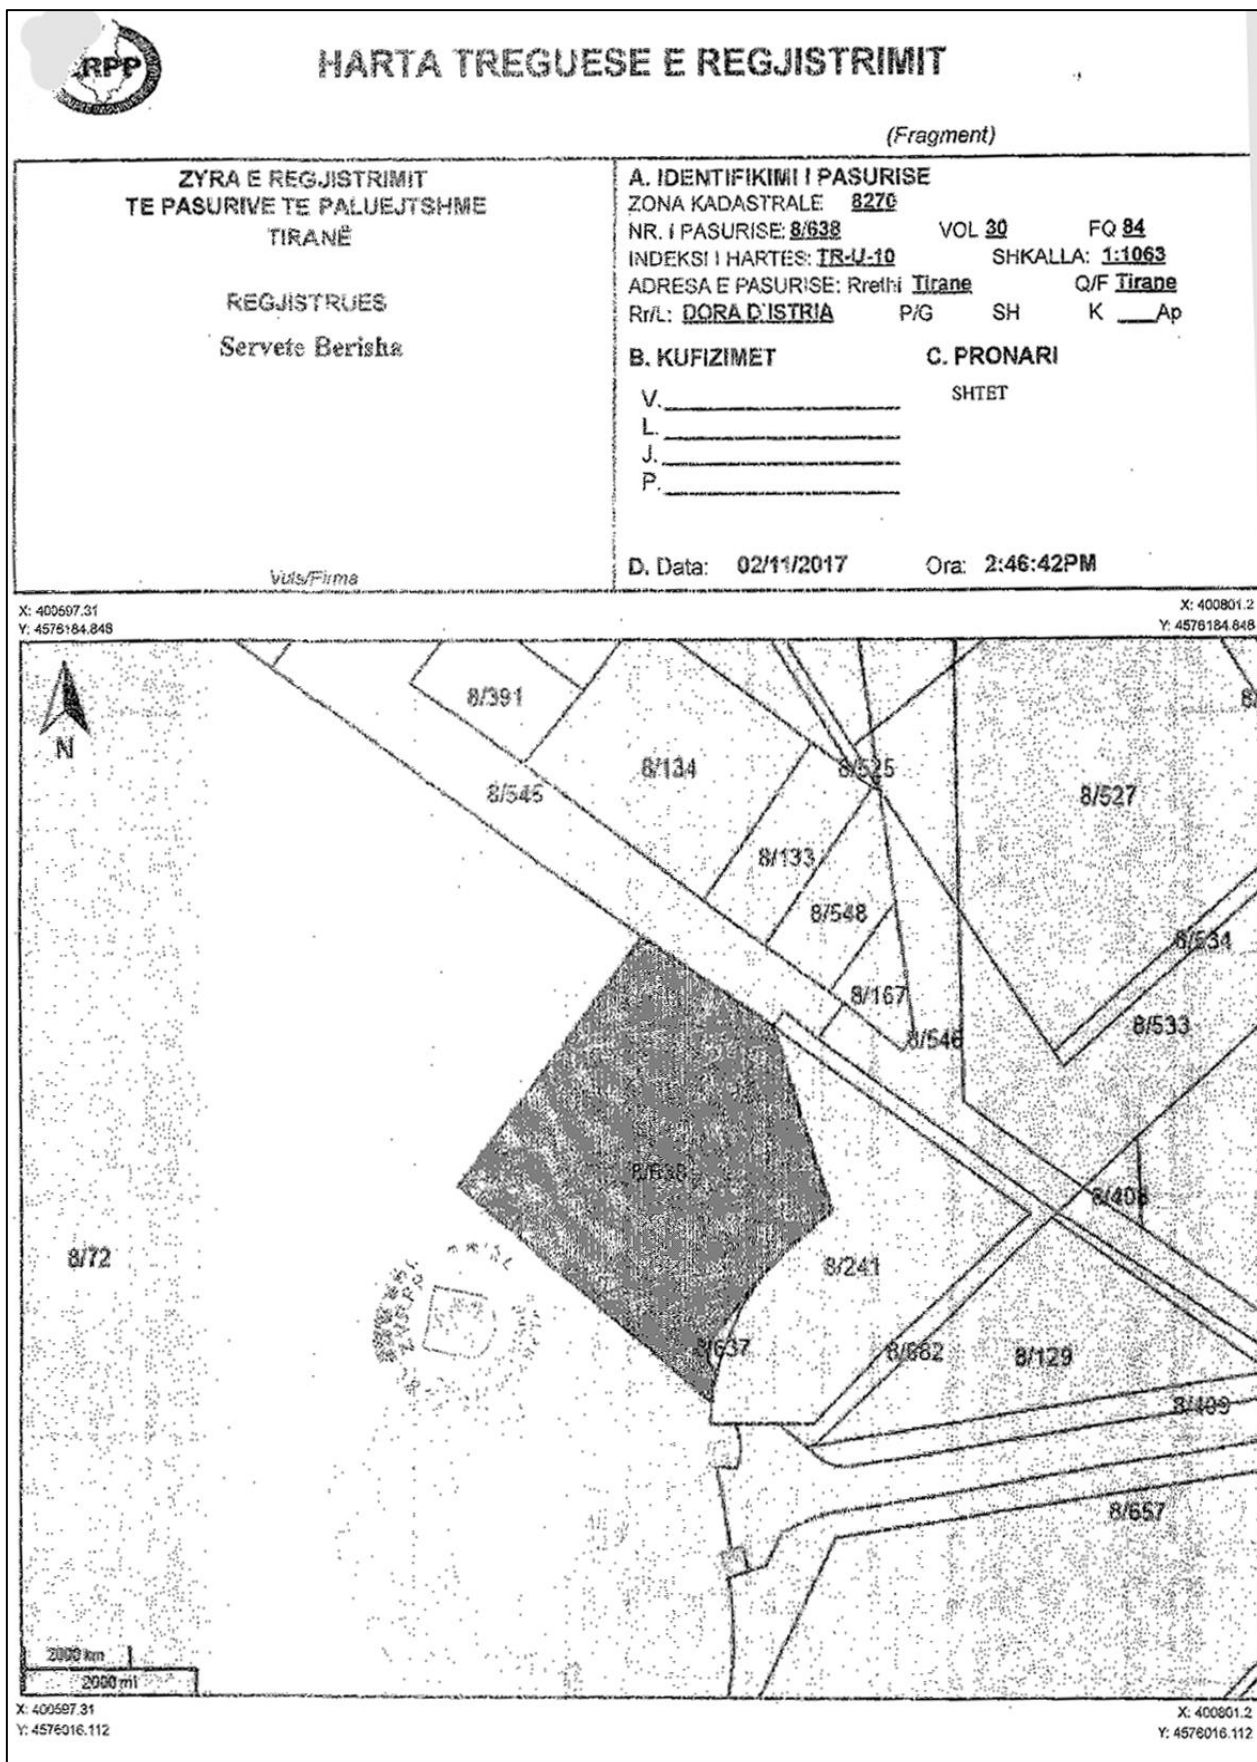 RPP
HARTA TREGUESE E REGJISTRIMIT
(Fragment)
ZYRA E REGJISTRIMIT
TE PASURIVE TE PALUEJTSHME
TIRANË
REGJISTRUES
Servete Berisha
Vula/Firma
A. IDENTIFIKIMI I PASURISE
ZONA KADASTRALE 8270
NR. I PASURISE: 8/638 VOL 30 FQ 84
INDEKSI I HARTES: TR-U-10 SHKALLA: 1:1063
ADRESA E PASURISE: Rrethi Tirane Q/F Tirane
Rr/L: DORA D'ISTRIA P/G SH K ___Ap
B. KUFIZIMET C. PRONARI
V. SHTET
L.
J.
P.
D. Data: 02/11/2017 Ora: 2:46:42PM
X: 400597.31 X: 400801.2
Y: 4576184.848 Y: 4576184.848
N
8/391
8/134
8/525
8/527
8/545
8/133
8/548
8/534
8/167
8/546
8/533
8/638
8/408
8/72
8/241
8/637
8/682
8/129
8/409
8/657
2000 km
2000 mi
X: 400597.31 X: 400801.2
Y: 4576016.112 Y: 4576016.112